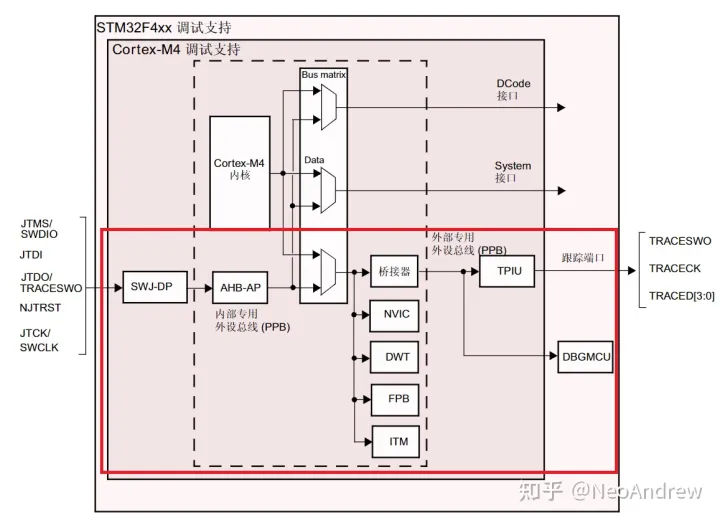 STM32F4xx 调试支持
Cortex-M4 调试支持
Bus matrix
DCode
接口
Cortex-M4
内核
Data
System
接口
JTMS/
SWDIO
JTDI
JTDO/
TRACESWO
NJTRST
JTCK/
SWCLK
SWJ-DP
AHB-AP
内部专用
外设总线 (PPB)
桥接器
外部专用
外设总线 (PPB)
TPIU
跟踪端口
TRACESWO
TRACECK
TRACED[3:0]
NVIC
DWT
DBGMCU
FPB
ITM
知乎 @NeoAndrew